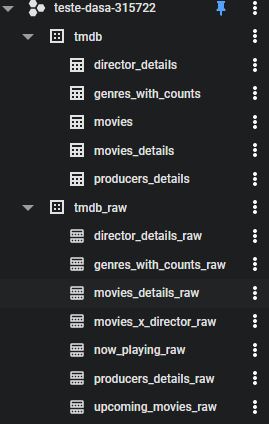 teste-dasa-315722
tmdb
director_details
genres_with_counts
movies
movies_details
producers_details
tmdb_raw
director_details_raw
genres_with_counts_raw
movies_details_raw
movies_x_director_raw
now_playing_raw
producers_details_raw
upcoming_movies_raw